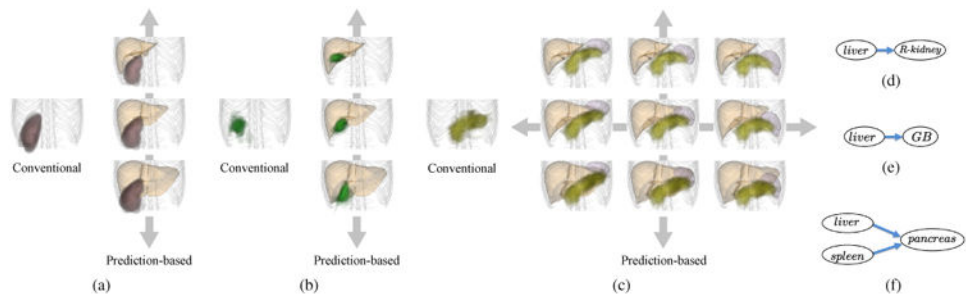 Conventional
Prediction-based
(a)
Conventional
Prediction-based
(b)
Conventional
Prediction-based
(c)
liver
R-kidney
(d)
liver
GB
(e)
liver
spleen
pancreas
(f)